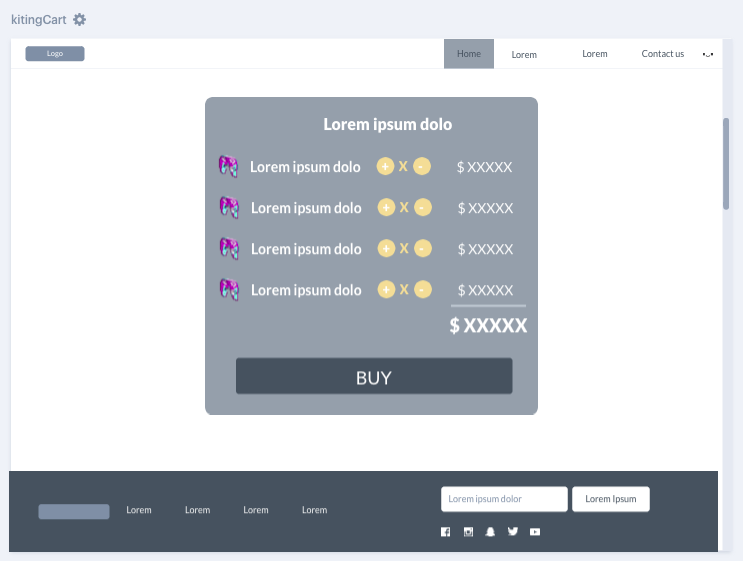 kitingCart
Logo Home Lorem Lorem Contact us
Lorem ipsum dolo
Lorem ipsum dolo + X - $ XXXXX
Lorem ipsum dolo + X - $ XXXXX
Lorem ipsum dolo + X - $ XXXXX
Lorem ipsum dolo + X - $ XXXXX
$ XXXXX
BUY
Lorem ipsum dolor Lorem Ipsum
Lorem Lorem Lorem Lorem